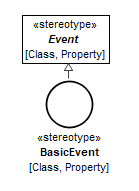 «stereotype»
Event
[Class, Property]
«stereotype»
BasicEvent
[Class, Property]